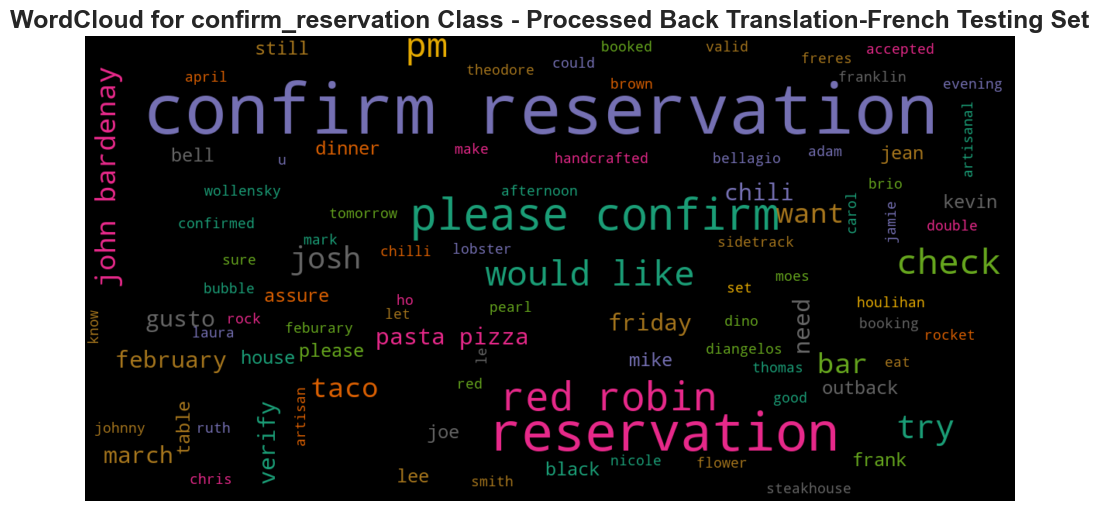 WordCloud for confirm_reservation Class - Processed Back Translation-French Testing Set
still
pm
booked
valid
accepted
freres
could
theodore
april
brown
franklin
evening
confirm reservation
john bardenay
artisanal
bell
u
dinner
make
handcrafted
bellagio
adam
jean
wollensky
afternoon
chili
brio
carol
jamie
kevin
confirmed
tomorrow
please confirm
want
double
mark
chilli
lobster
sidetrack
sure
josh
would like
check
moes
bubble
assure
ho
let
pearl
set
houlihan
know
gusto
rock
laura
feburary
pasta pizza
friday
dino
need
booking
rocket
february
house
please
le
mike
diangelos
thomas
bar
eat
taco
red
red robin
good
outback
johnny
table
ruth
verify
artisan
joe
reservation
try
march
chris
lee
smith
black
nicole
flower
frank
steakhouse